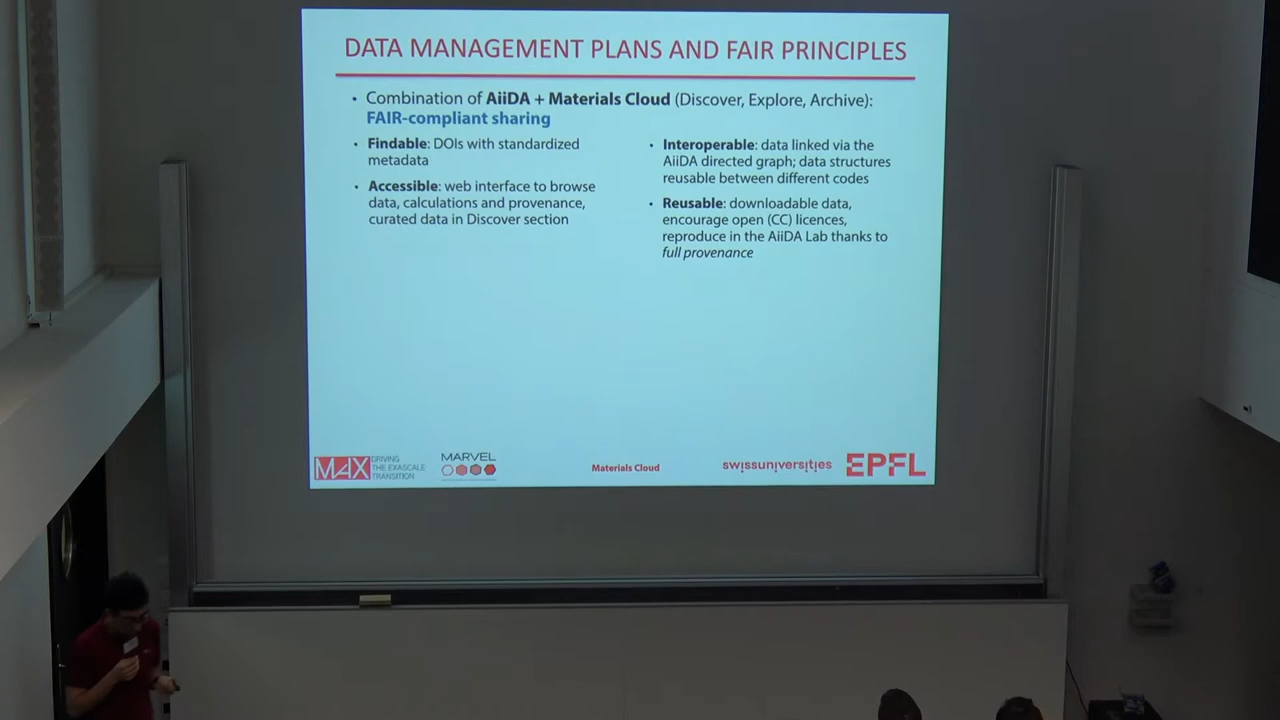 DATA MANAGEMENT PLANS AND FAIR PRINCIPLES
• Combination of AiiDA + Materials Cloud (Discover, Explore, Archive):
FAIR-compliant sharing
• Findable: DOIs with standardized
metadata
• Accessible: web interface to browse
data, calculations and provenance,
curated data in Discover section
• Interoperable: data linked via the
AiiDA directed graph; data structures
reusable between different codes
• Reusable: downloadable data,
encourage open (CC) licences,
reproduce in the AiiDA Lab thanks to
full provenance
MAX
DRIVING
THE EXASCALE
TRANSITION
MARVEL
Materials Cloud
swissuniversities
EPFL